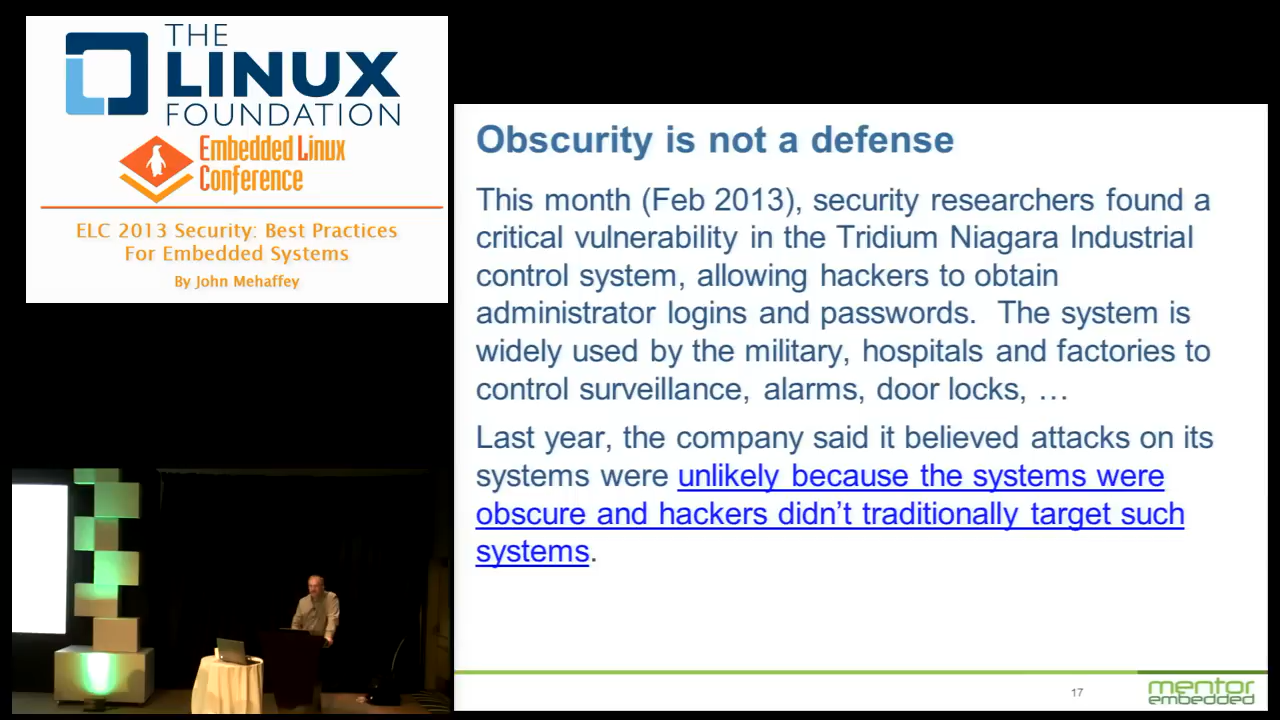 THE
LINUX
FOUNDATION
Embedded Linux
Conference
ELC 2013 Security: Best Practices
For Embedded Systems
By John Mehaffey
Obscurity is not a defense
This month (Feb 2013), security researchers found a
critical vulnerability in the Tridium Niagara Industrial
control system, allowing hackers to obtain
administrator logins and passwords.  The system is
widely used by the military, hospitals and factories to
control surveillance, alarms, door locks, …
Last year, the company said it believed attacks on its
systems were unlikely because the systems were
obscure and hackers didn’t traditionally target such
systems.
17
mentor
embedded